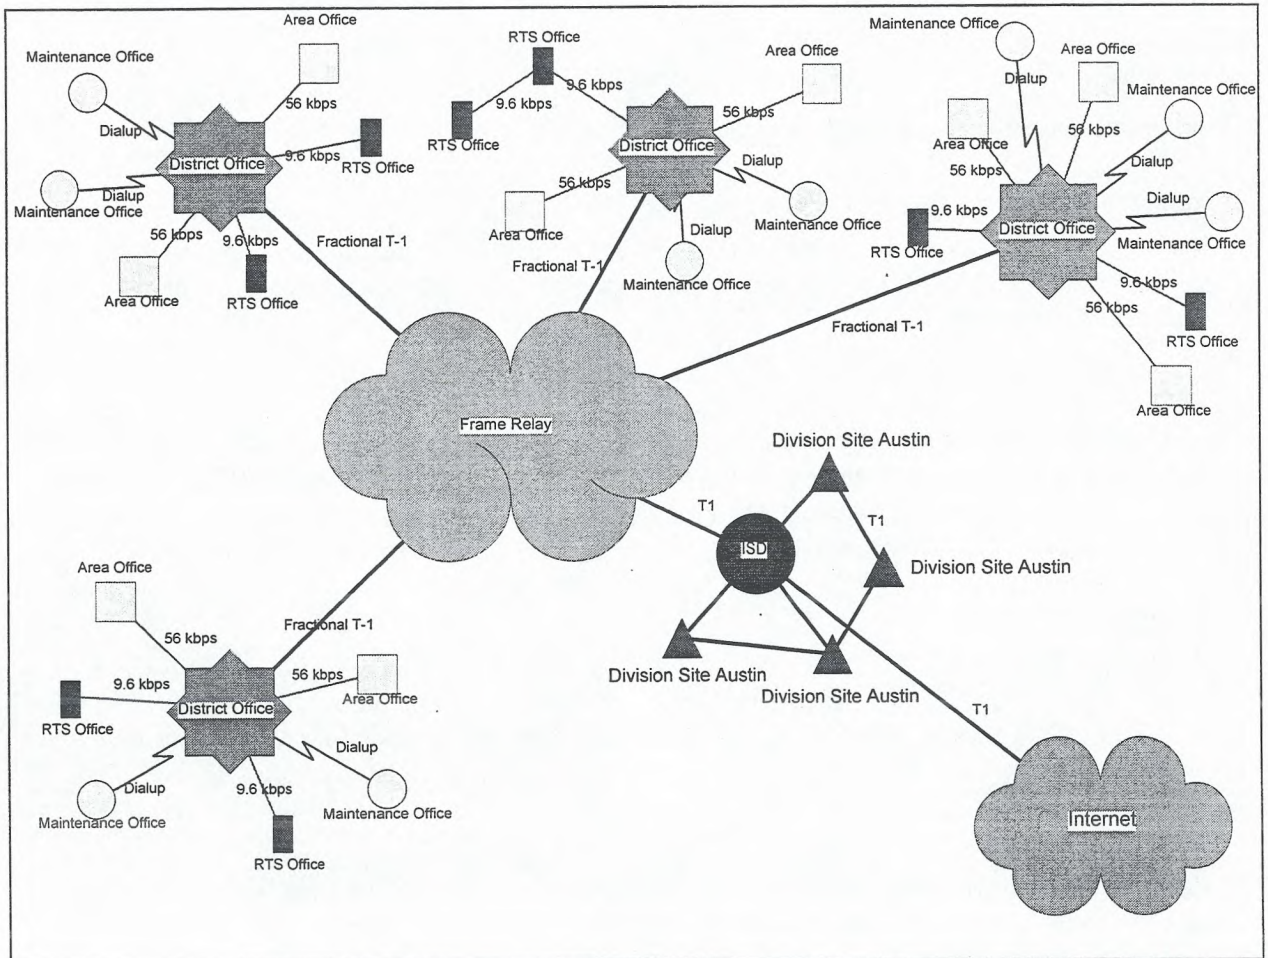 Area Office
Maintenance Office
56 kbps
Dialup
District Office
9.6 kbps
RTS Office
Dialup
Maintenance Office
56 kbps
9.6 kbps
Area Office
RTS Office
Fractional T-1
RTS Office
9.6 kbps
9.6 kbps
RTS Office
Area Office
56 kbps
District Office
Dialup
56 kbps
Area Office
Maintenance Office
Dialup
Maintenance Office
Fractional T-1
Maintenance Office
Dialup
Area Office
56 kbps
Maintenance Office
Area Office
56 kbps
Dialup
Dialup
9.6 kbps
District Office
Maintenance Office
RTS Office
9.6 kbps
56 kbps
RTS Office
Area Office
Fractional T-1
Frame Relay
Division Site Austin
T1
T1
ISD
Division Site Austin
Division Site Austin
Division Site Austin
T1
Internet
Area Office
56 kbps
Fractional T-1
9.6 kbps
56 kbps
Area Office
RTS Office
District Office
Dialup
Dialup
9.6 kbps
Maintenance Office
Maintenance Office
RTS Office